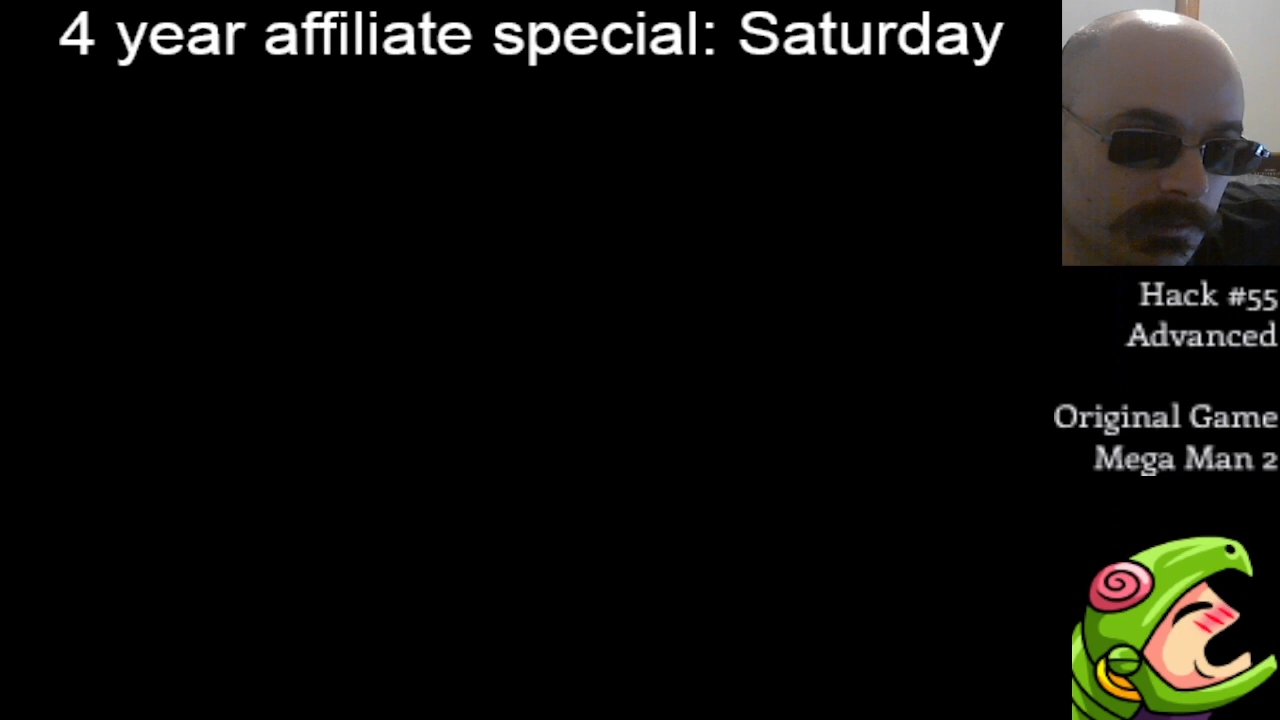 4 year affiliate special: Saturday
Hack #55
Advanced
Original Game
Mega Man 2